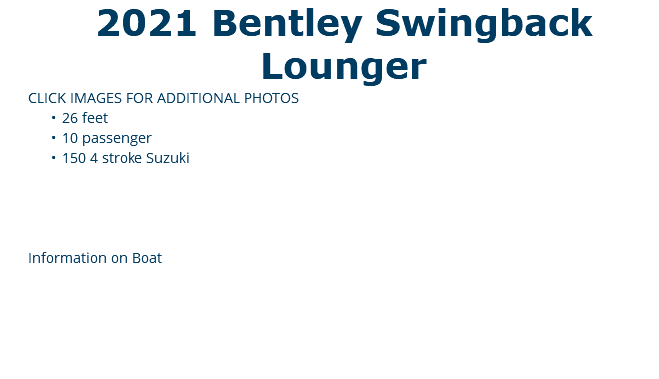 2021 Bentley Swingback
Lounger
CLICK IMAGES FOR ADDITIONAL PHOTOS
• 26 feet
• 10 passenger
• 150 4 stroke Suzuki
Information on Boat